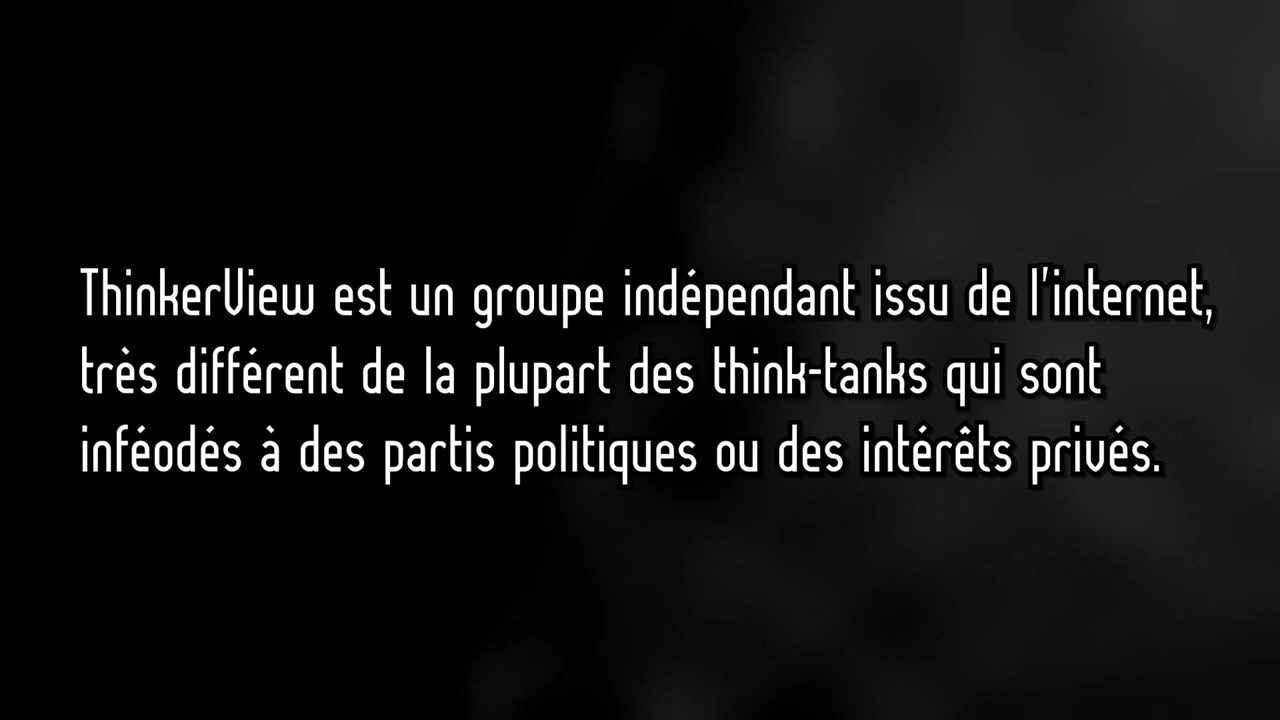 ThinkerView est un groupe indépendant issu de l'internet,
très différent de la plupart des think-tanks qui sont
inféodés à des partis politiques ou des intérêts privés.